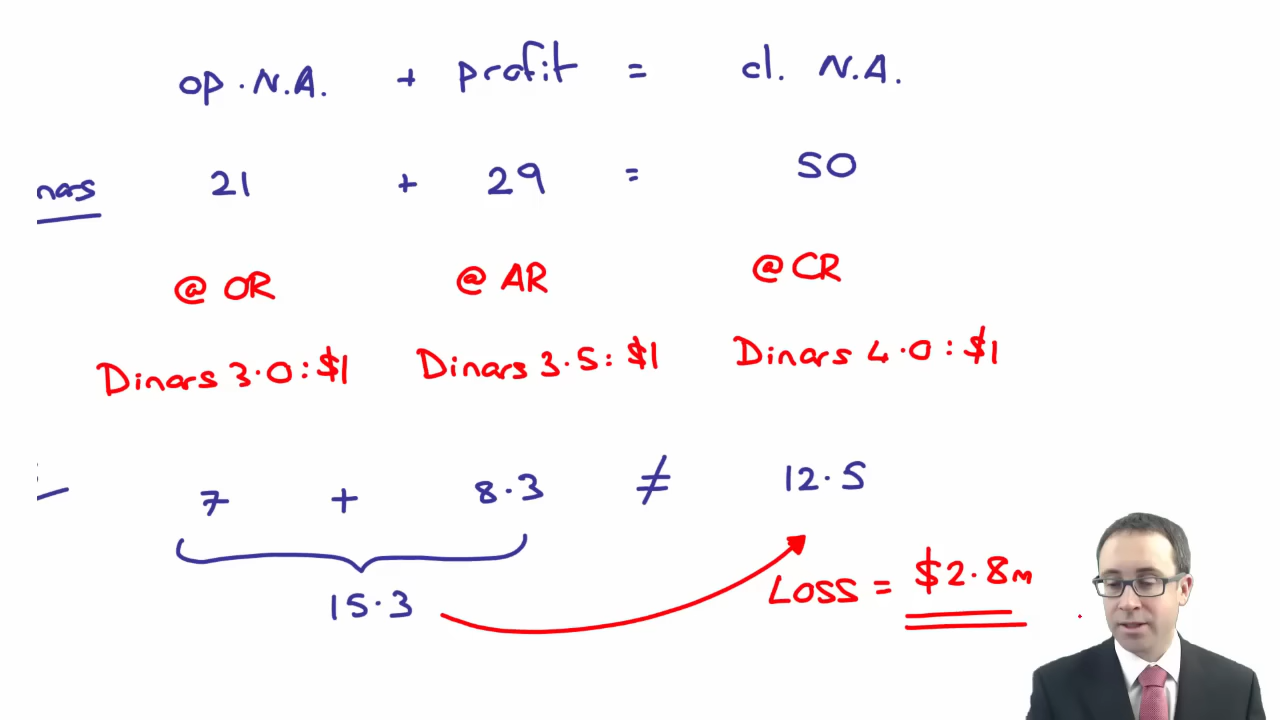 op. N.A. + profit = cl. N.A.
nars 21 + 29 = 50
@ OR @ AR @ CR
Dinars 3.0:$1 Dinars 3.5:$1 Dinars 4.0:$1
7 + 8.3 ≠ 12.5
15.3
Loss = $2.8m